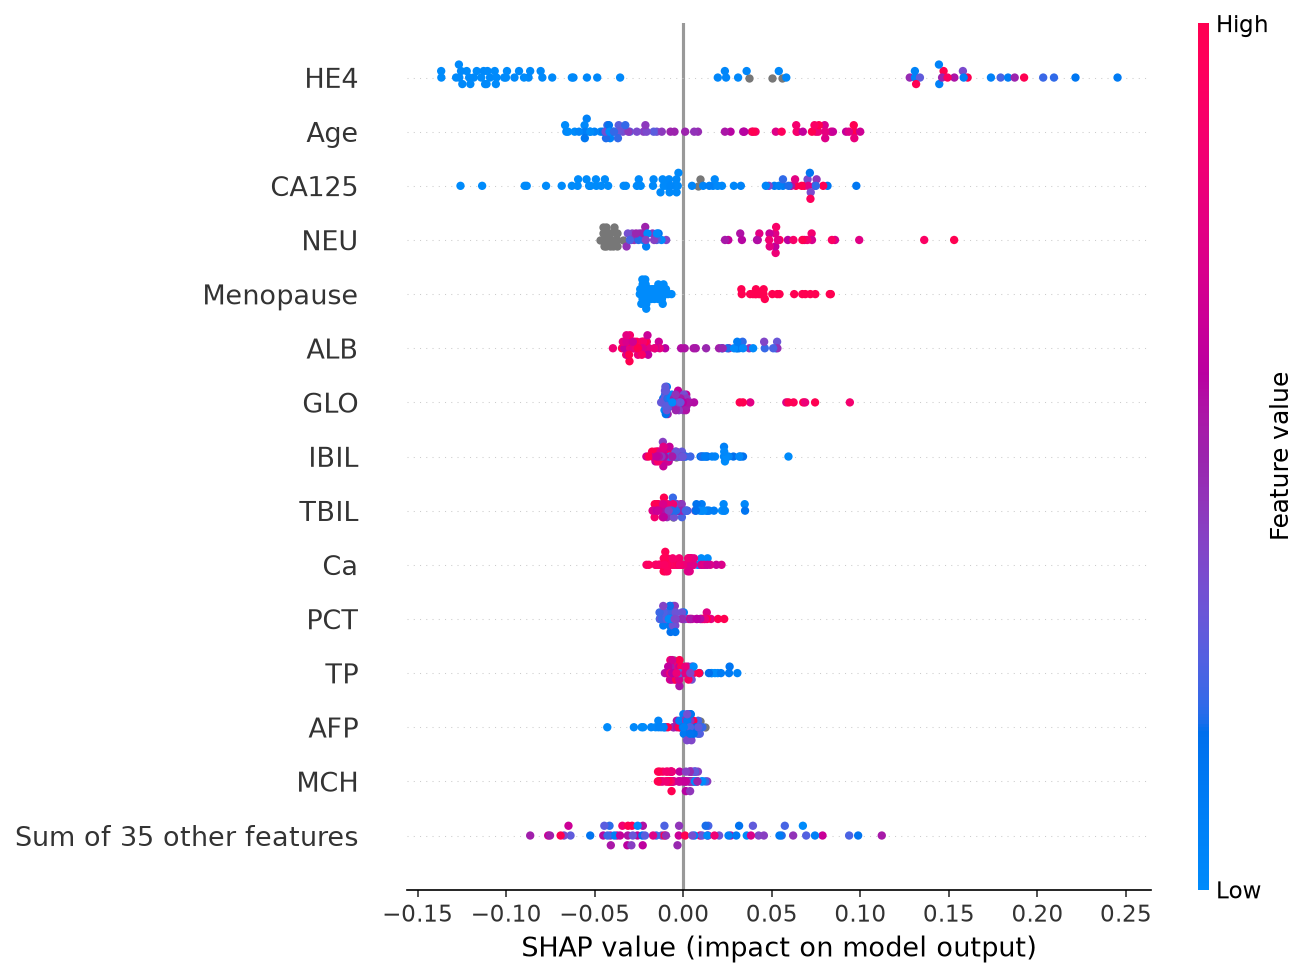 High
HE4
Age
CA125
NEU
Menopause
ALB
GLO
IBIL
TBIL
Ca
PCT
TP
AFP
MCH
Sum of 35 other features
Feature value
Low
−0.15 −0.10 −0.05 0.00 0.05 0.10 0.15 0.20 0.25
SHAP value (impact on model output)